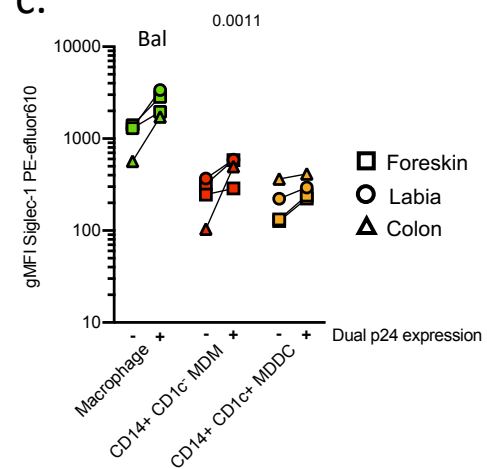 C.
0.0011
Bal
gMFI Siglec-1 PE-efluor610
10000
1000
100
10
Foreskin
Labia
Colon
- + - + - + Dual p24 expression
Macrophage
CD14+ CD1c- MDM
CD14+ CD1c+ MDDC